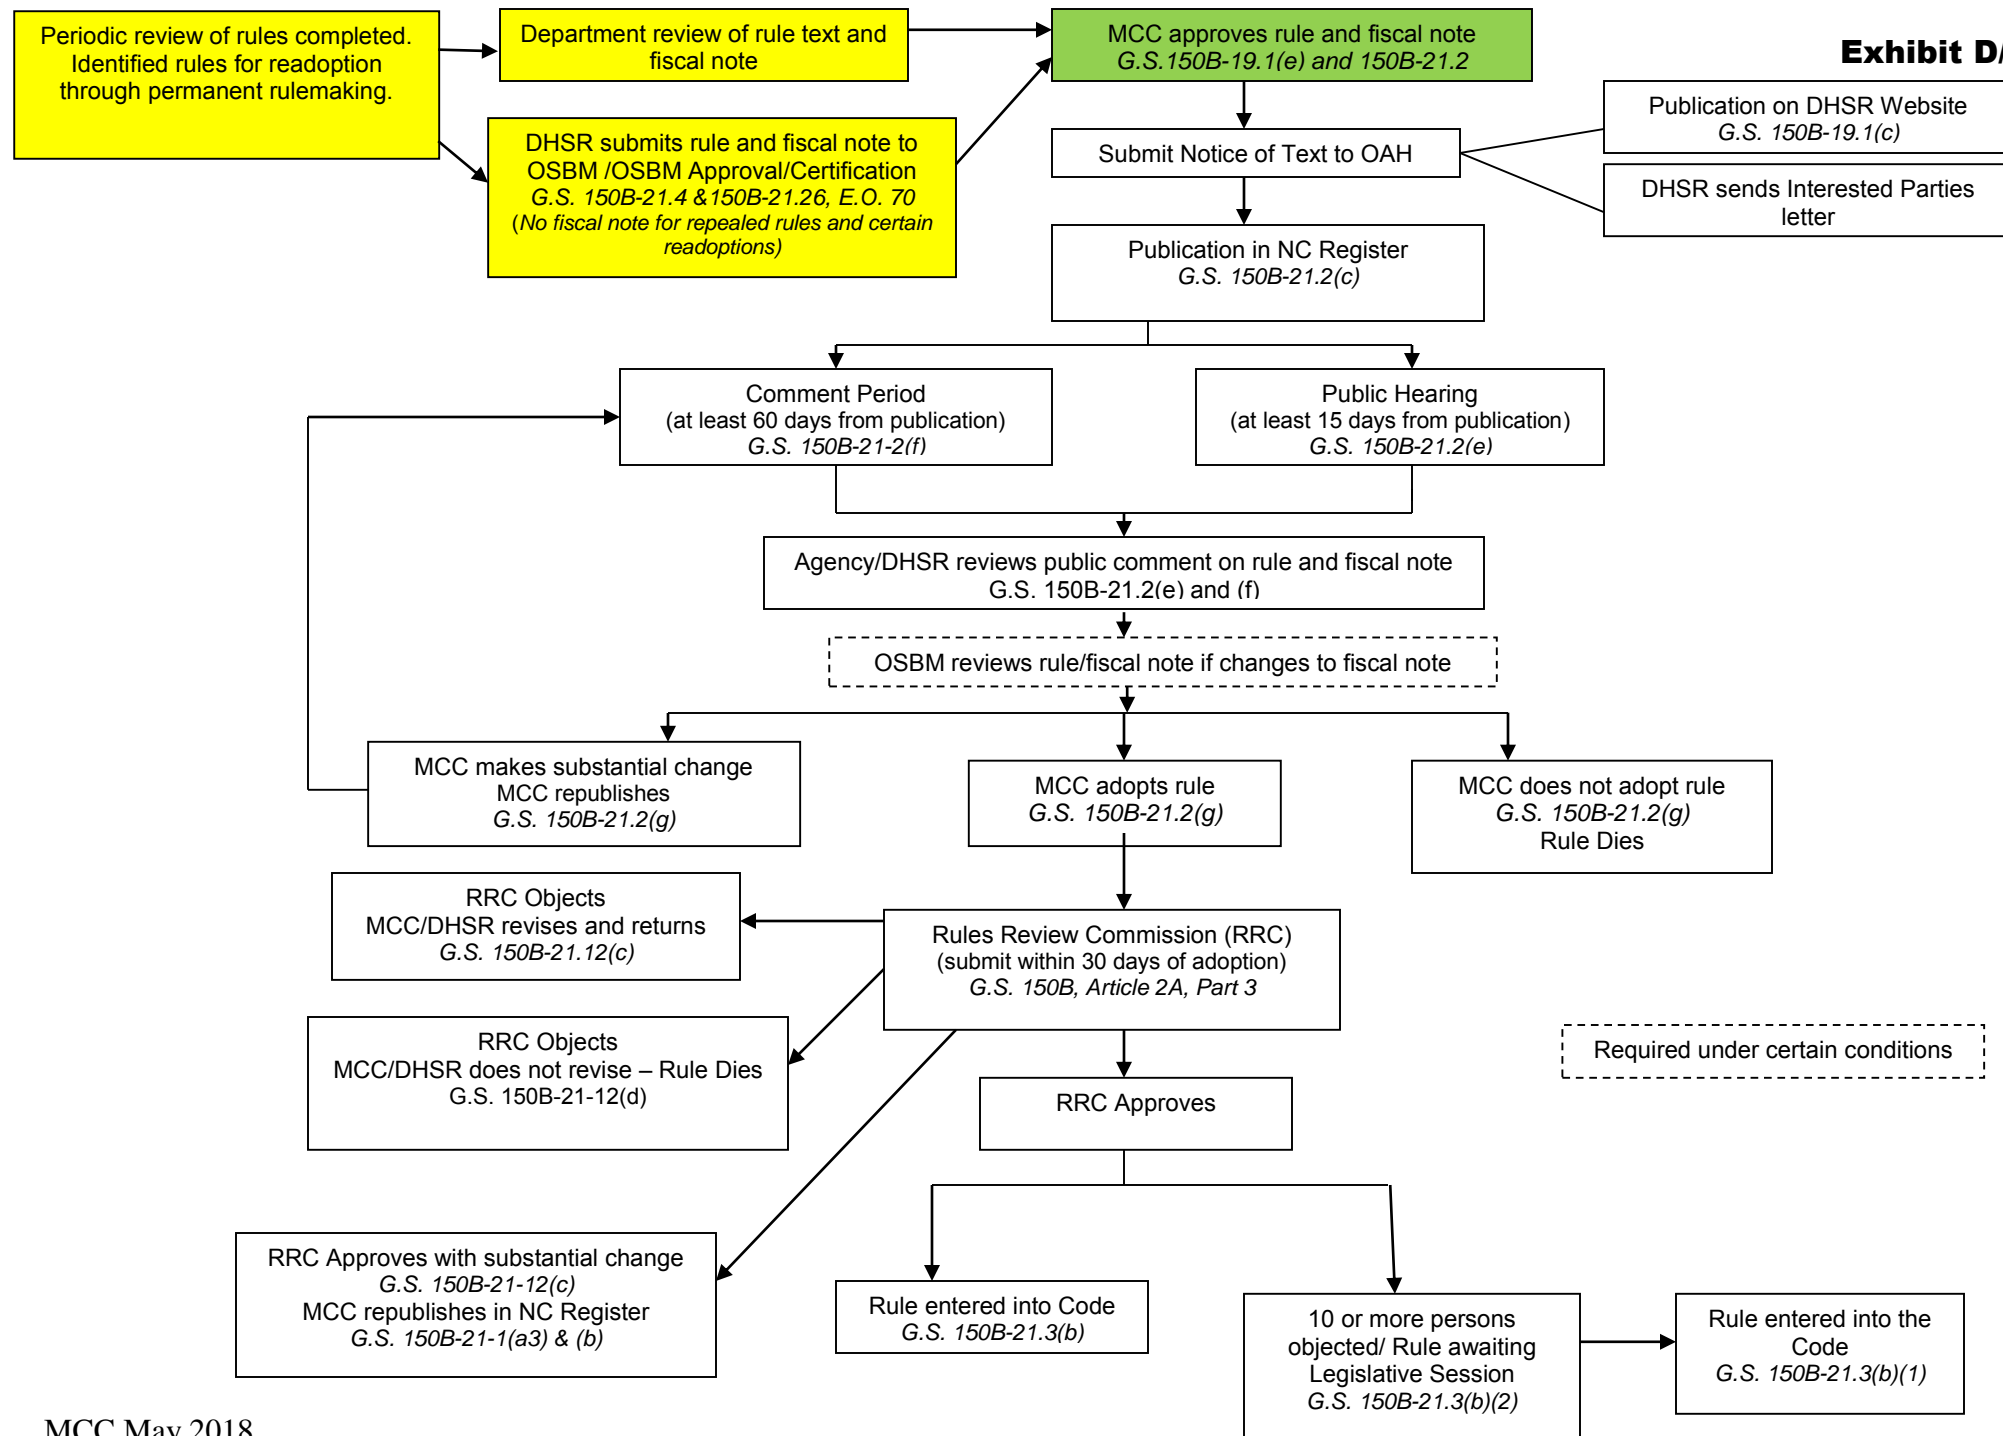 Periodic review of rules completed.
Identified rules for readoption
through permanent rulemaking.
Department review of rule text and
fiscal note
MCC approves rule and fiscal note
G.S.150B-19.1(e) and 150B-21.2
Exhibit D/
DHSR submits rule and fiscal note to
OSBM /OSBM Approval/Certification
G.S. 150B-21.4 &150B-21.26, E.O. 70
(No fiscal note for repealed rules and certain
readoptions)
Submit Notice of Text to OAH
Publication on DHSR Website
G.S. 150B-19.1(c)
DHSR sends Interested Parties
letter
Publication in NC Register
G.S. 150B-21.2(c)
Comment Period
(at least 60 days from publication)
G.S. 150B-21-2(f)
Public Hearing
(at least 15 days from publication)
G.S. 150B-21.2(e)
Agency/DHSR reviews public comment on rule and fiscal note
G.S. 150B-21.2(e) and (f)
OSBM reviews rule/fiscal note if changes to fiscal note
MCC makes substantial change
MCC republishes
G.S. 150B-21.2(g)
MCC adopts rule
G.S. 150B-21.2(g)
MCC does not adopt rule
G.S. 150B-21.2(g)
Rule Dies
RRC Objects
MCC/DHSR revises and returns
G.S. 150B-21.12(c)
Rules Review Commission (RRC)
(submit within 30 days of adoption)
G.S. 150B, Article 2A, Part 3
RRC Objects
MCC/DHSR does not revise – Rule Dies
G.S. 150B-21-12(d)
Required under certain conditions
RRC Approves
RRC Approves with substantial change
G.S. 150B-21-12(c)
MCC republishes in NC Register
G.S. 150B-21-1(a3) & (b)
Rule entered into Code
G.S. 150B-21.3(b)
10 or more persons
objected/ Rule awaiting
Legislative Session
G.S. 150B-21.3(b)(2)
Rule entered into the
Code
G.S. 150B-21.3(b)(1)
MCC May 2018